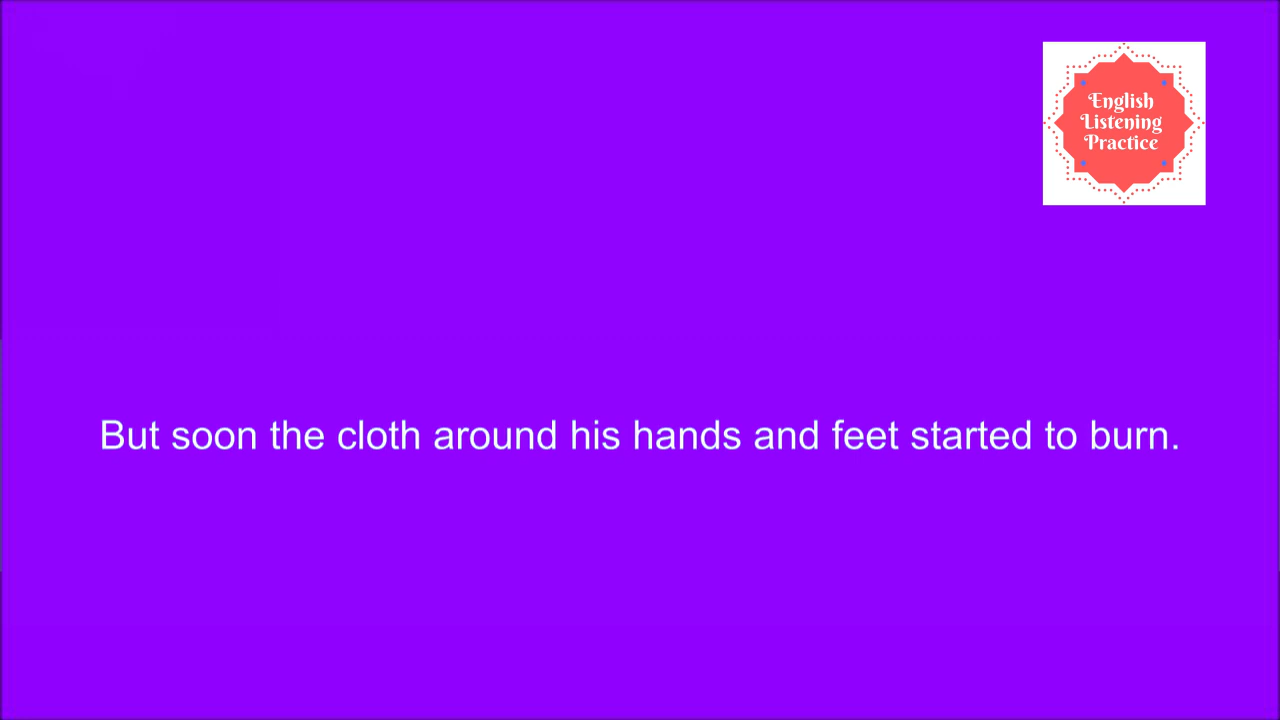 English
Listening
Practice
But soon the cloth around his hands and feet started to burn.